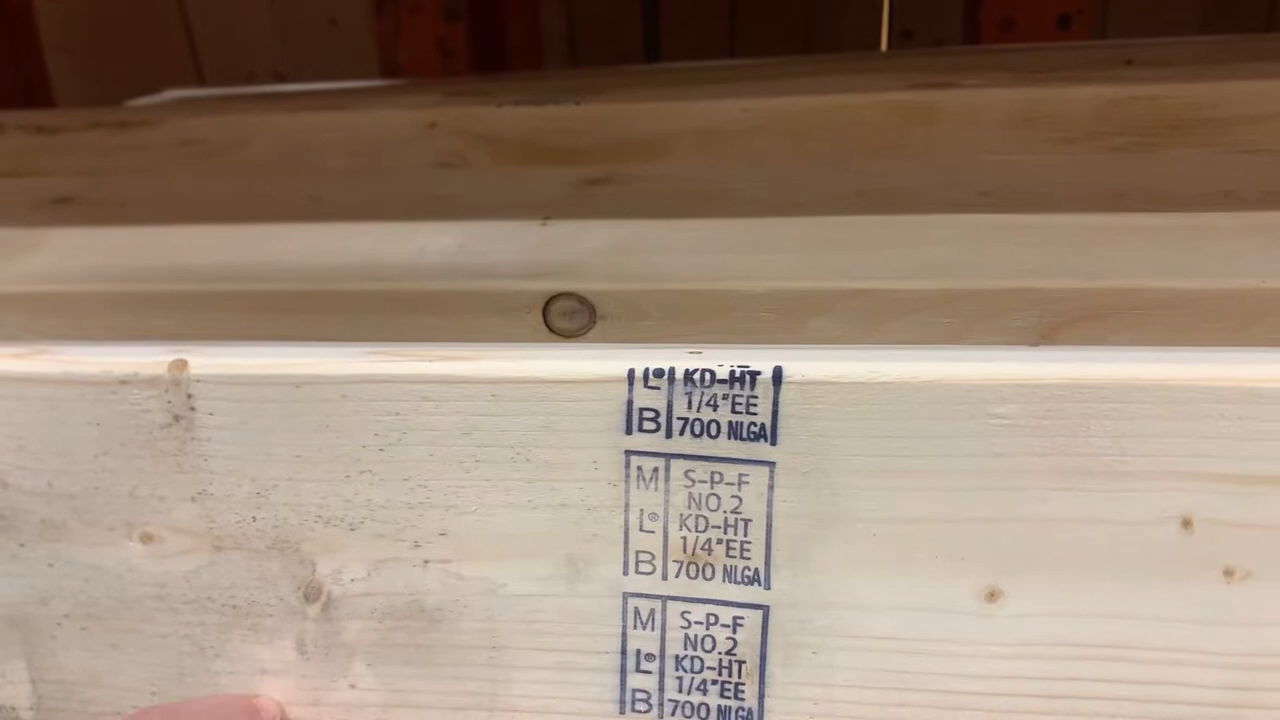 L® KD-HT
1/4"EE
B 700 NLGA
M S-P-F
NO.2
L® KD-HT
1/4"EE
B 700 NLGA
M S-P-F
NO.2
L® KD-HT
1/4"EE
B 700 NLGA